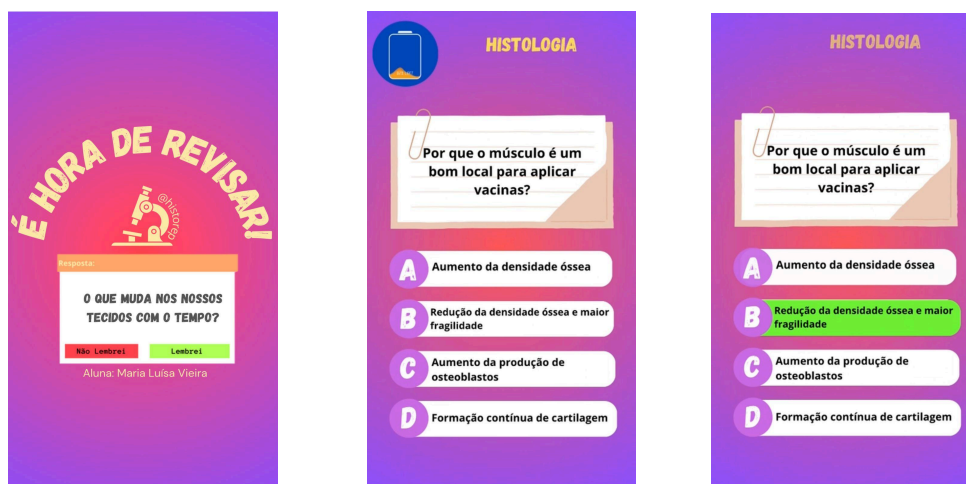 É HORA DE REVISAR!
@historep
Resposta:
O QUE MUDA NOS NOSSOS
TECIDOS COM O TEMPO?
Não Lembrei
Lembrei
Aluna: Maria Luísa Vieira
HISTOLOGIA
Por que o músculo é um
bom local para aplicar
vacinas?
A Aumento da densidade óssea
B Redução da densidade óssea e maior
fragilidade
C Aumento da produção de
osteoblastos
D Formação contínua de cartilagem
HISTOLOGIA
Por que o músculo é um
bom local para aplicar
vacinas?
A Aumento da densidade óssea
B Redução da densidade óssea e maior
fragilidade
C Aumento da produção de
osteoblastos
D Formação contínua de cartilagem